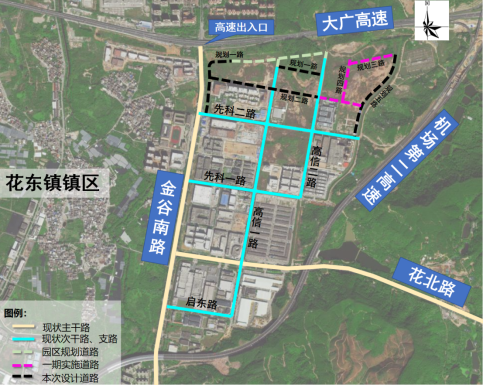 高速出入口
大广高速
规划一路
规划一路
规划三路
规划四路
规划二路
先科二路
机场第二高速
高信二路
花东镇镇区
先科一路
金谷南路
高信一路
花北路
启东路
图例：
现状主干路
现状次干路、支路
园区规划道路
一期实施道路
本次设计道路